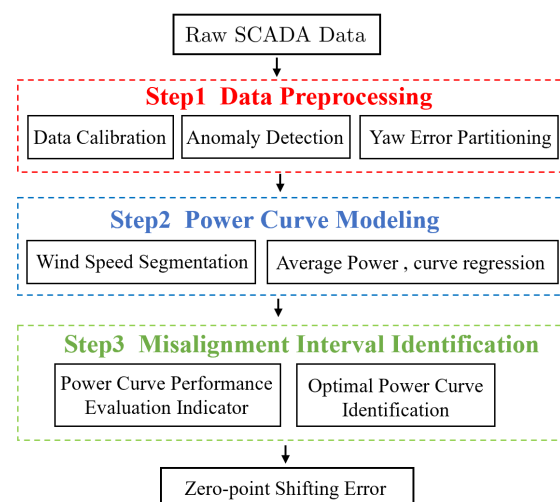 Raw SCADA Data
Step1 Data Preprocessing
Data Calibration
Anomaly Detection
Yaw Error Partitioning
Step2 Power Curve Modeling
Wind Speed Segmentation
Average Power , curve regression
Step3 Misalignment Interval Identification
Power Curve Performance
Evaluation Indicator
Optimal Power Curve
Identification
Zero-point Shifting Error